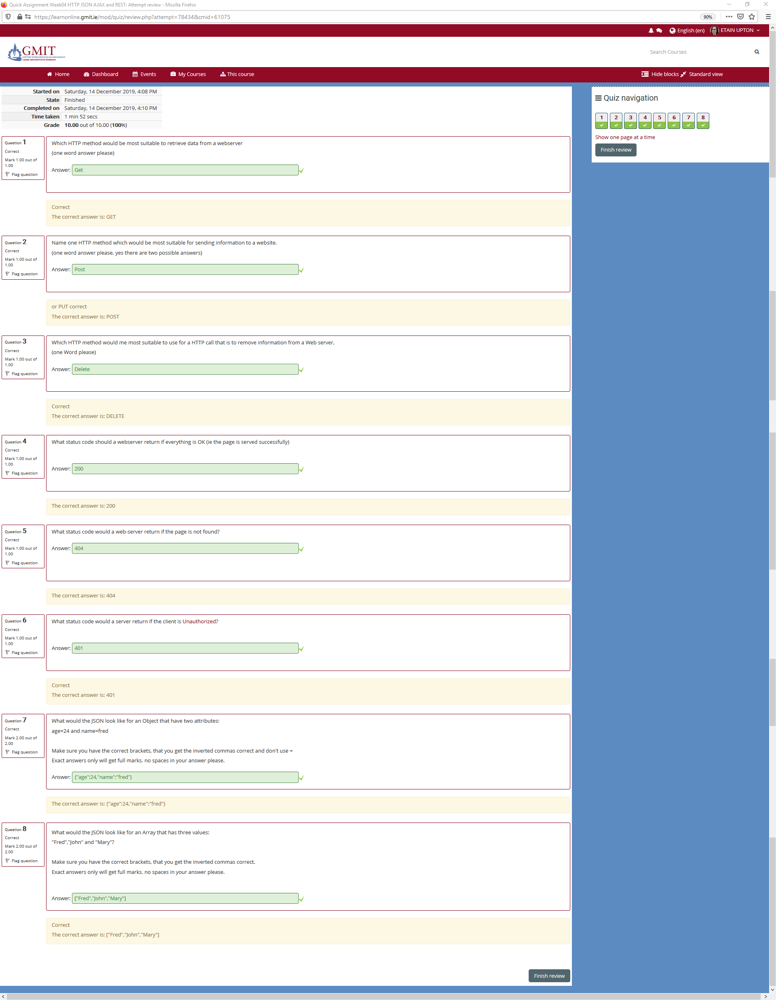 Quick Assignment Week04 HTTP JSON AJAX and REST: Attempt review - Mozilla Firefox
https://learnonline.gmit.ie/mod/quiz/review.php?attempt=78434&cmid=61075
90%
English (en)
ETAIN UPTON
GMIT
GALWAY-MAYO INSTITUTE OF TECHNOLOGY
Search Courses
Home
Dashboard
Events
My Courses
This course
Hide blocks
Standard view
Started on Saturday, 14 December 2019, 4:08 PM
State Finished
Completed on Saturday, 14 December 2019, 4:10 PM
Time taken 1 min 52 secs
Grade 10.00 out of 10.00 (100%)
Quiz navigation
1 2 3 4 5 6 7 8
Show one page at a time
Finish review
Question 1
Correct
Mark 1.00 out of
1.00
Flag question
Which HTTP method would be most suitable to retrieve data from a webserver
(one word answer please)
Answer: Get
Correct
The correct answer is: GET
Question 2
Correct
Mark 1.00 out of
1.00
Flag question
Name one HTTP method which would be most suitable for sending information to a website.
(one word answer please, yes there are two possible answers)
Answer: Post
or PUT correct
The correct answer is: POST
Question 3
Correct
Mark 1.00 out of
1.00
Flag question
Which HTTP method would me most suitable to use for a HTTP call that is to remove information from a Web server,
(one Word please)
Answer: Delete
Correct
The correct answer is: DELETE
Question 4
Correct
Mark 1.00 out of
1.00
Flag question
What status code should a webserver return if everything is OK (ie the page is served successfully)
Answer: 200
The correct answer is: 200
Question 5
Correct
Mark 1.00 out of
1.00
Flag question
What status code would a web-server return if the page is not found?
Answer: 404
The correct answer is: 404
Question 6
Correct
Mark 1.00 out of
1.00
Flag question
What status code would a server return if the client is Unauthorized?
Answer: 401
Correct
The correct answer is: 401
Question 7
Correct
Mark 2.00 out of
2.00
Flag question
What would the JSON look like for an Object that have two attributes:
age=24 and name=fred
Make sure you have the correct brackets, that you get the inverted commas correct and don't use =
Exact answers only will get full marks. no spaces in your answer please.
Answer: {"age":24,"name":"fred"}
The correct answer is: {"age":24,"name":"fred"}
Question 8
Correct
Mark 2.00 out of
2.00
Flag question
What would the JSON look like for an Array that has three values:
"Fred","John" and "Mary"?
Make sure you have the correct brackets, that you get the inverted commas correct.
Exact answers only will get full marks. no spaces in your answer please.
Answer: ["Fred","John","Mary"]
Correct
The correct answer is: ["Fred","John","Mary"]
Finish review